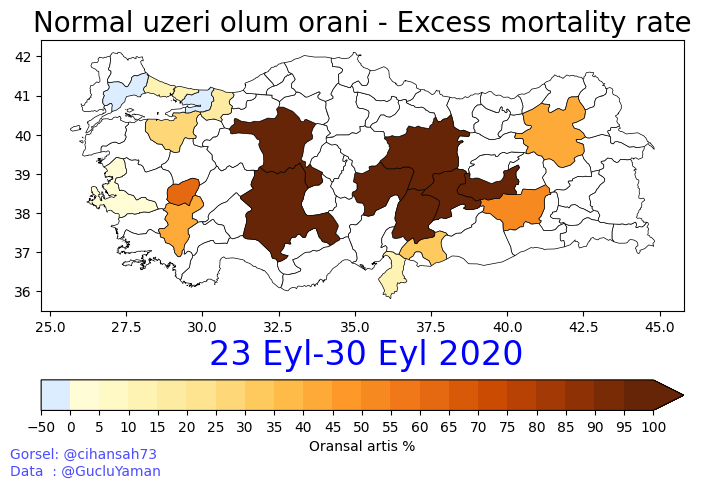 Normal uzeri olum orani - Excess mortality rate
42
41
40
39
38
37
36
25.0 27.5 30.0 32.5 35.0 37.5 40.0 42.5 45.0
23 Eyl-30 Eyl 2020
−50 0 5 10 15 20 25 30 35 40 45 50 55 60 65 70 75 80 85 90 95 100
Oransal artis %
Gorsel: @cihansah73
Data : @GucluYaman